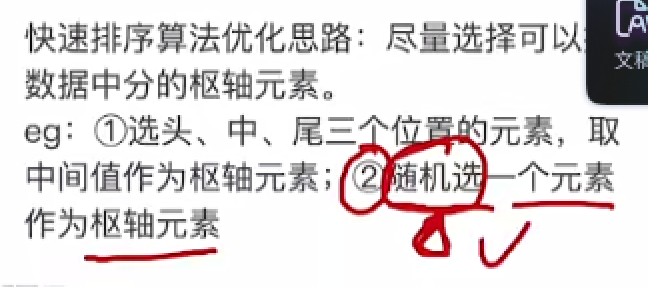 快速排序算法优化思路：尽量选择可以
数据中分的枢轴元素。
eg：①选头、中、尾三个位置的元素，取
中间值作为枢轴元素；②随机选一个元素
作为枢轴元素
文稿